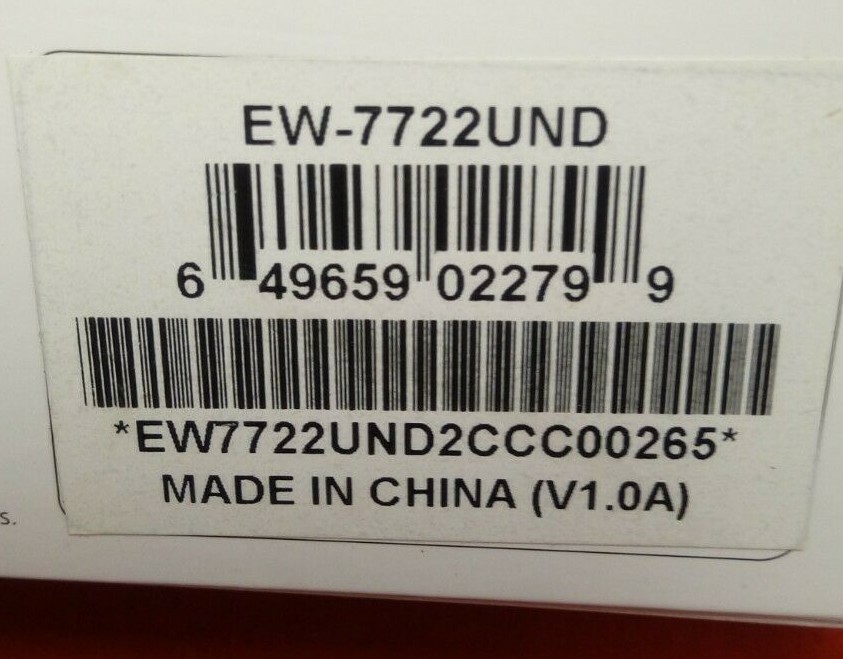 EW-7722UND
6 49659 02279 9
*EW7722UND2CCC00265*
MADE IN CHINA (V1.0A)
s.